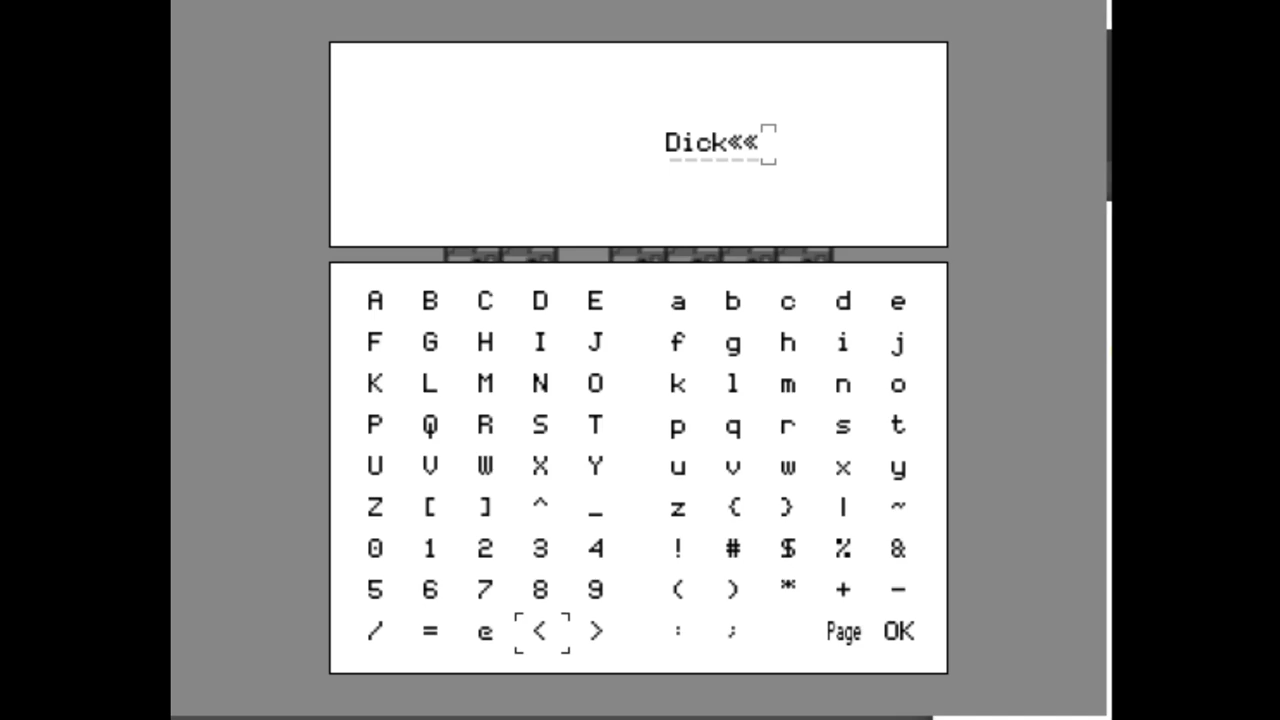 Dick««
A B C D E a b c d e
F G H I J f g h i j
K L M N O k l m n o
P Q R S T p q r s t
U V W X Y u v w x y
Z [ ] ^ _ z { } | ~
0 1 2 3 4 ! # $ % &
5 6 7 8 9 ( ) * + -
/ = @ < > : ; Page OK